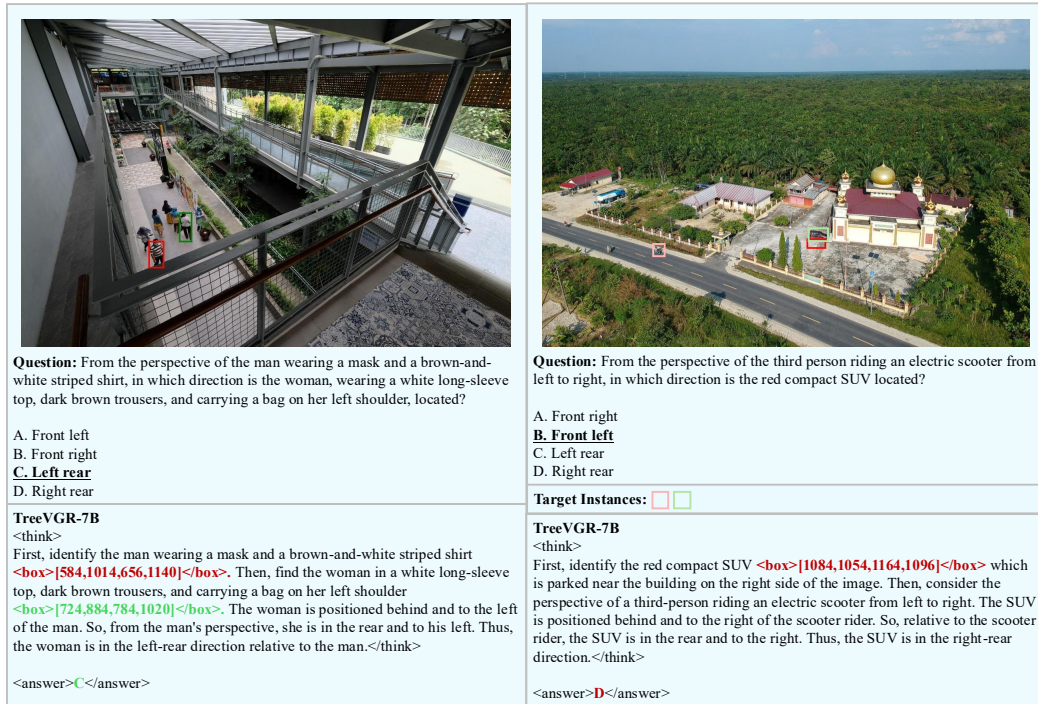 Question: From the perspective of the man wearing a mask and a brown-and-
white striped shirt, in which direction is the woman, wearing a white long-sleeve
top, dark brown trousers, and carrying a bag on her left shoulder, located?
A. Front left
B. Front right
C. Left rear
D. Right rear
TreeVGR-7B
<think>
First, identify the man wearing a mask and a brown-and-white striped shirt
<box>[584,1014,656,1140]</box>. Then, find the woman in a white long-sleeve
top, dark brown trousers, and carrying a bag on her left shoulder
<box>[724,884,784,1020]</box>. The woman is positioned behind and to the left
of the man. So, from the man's perspective, she is in the rear and to his left. Thus,
the woman is in the left-rear direction relative to the man.</think>
<answer>C</answer>
Question: From the perspective of the third person riding an electric scooter from
left to right, in which direction is the red compact SUV located?
A. Front right
B. Front left
C. Left rear
D. Right rear
Target Instances:
TreeVGR-7B
<think>
First, identify the red compact SUV <box>[1084,1054,1164,1096]</box> which
is parked near the building on the right side of the image. Then, consider the
perspective of a third-person riding an electric scooter from left to right. The SUV
is positioned behind and to the right of the scooter rider. So, relative to the scooter
rider, the SUV is in the rear and to the right. Thus, the SUV is in the right-rear
direction.</think>
<answer>D</answer>